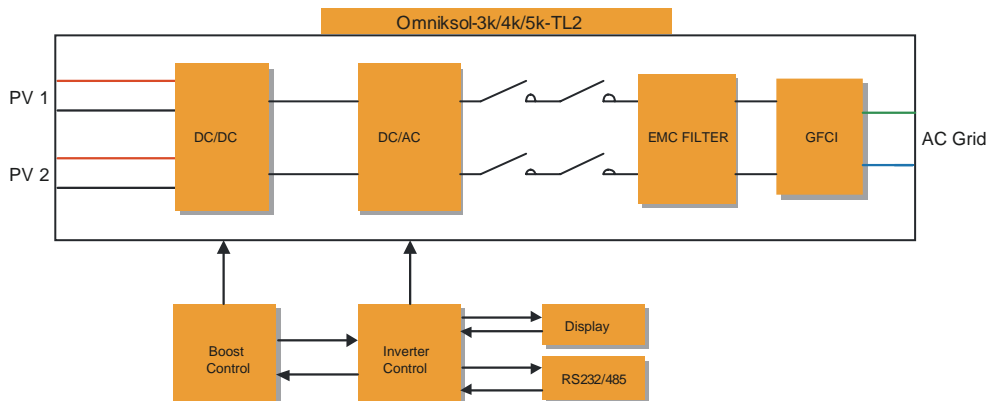 Omniksol-3k/4k/5k-TL2
PV 1
PV 2
DC/DC
DC/AC
EMC FILTER
GFCI
AC Grid
Boost
Control
Inverter
Control
Display
RS232/485